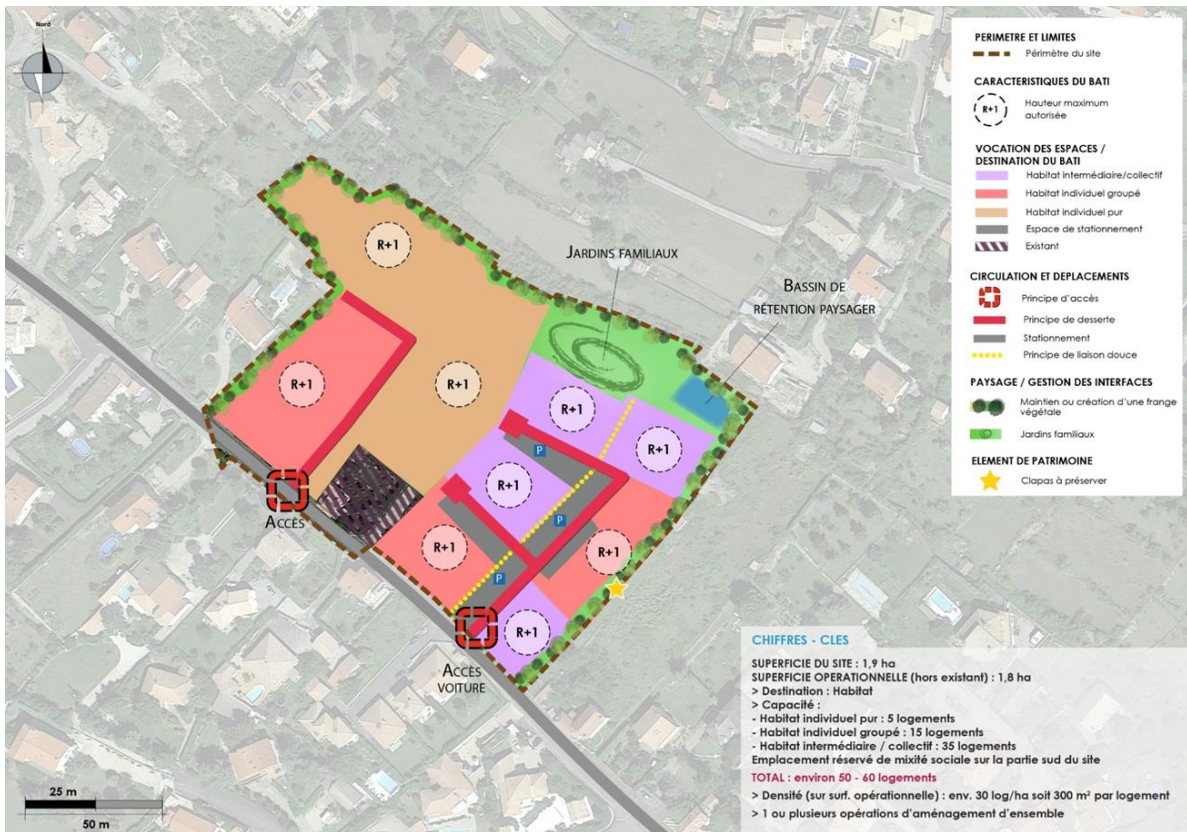 Nord
PERIMETRE ET LIMITES
Périmètre du site
CARACTERISTIQUES DU BATI
R+1
Hauteur maximum
autorisée
VOCATION DES ESPACES /
DESTINATION DU BATI
Habitat intermédiaire/collectif
Habitat individuel groupé
Habitat individuel pur
Espace de stationnement
Existant
CIRCULATION ET DEPLACEMENTS
Principe d'accès
Principe de desserte
Stationnement
Principe de liaison douce
PAYSAGE / GESTION DES INTERFACES
Maintien ou création d'une frange
végétale
Jardins familiaux
ELEMENT DE PATRIMOINE
Clapas à préserver
R+1
JARDINS FAMILIAUX
BASSIN DE
RÉTENTION PAYSAGER
R+1
R+1
R+1
R+1
P
R+1
P
R+1
R+1
P
R+1
ACCÈS
ACCÈS
VOITURE
CHIFFRES - CLES
SUPERFICIE DU SITE : 1,9 ha
SUPERFICIE OPERATIONNELLE (hors existant) : 1,8 ha
> Destination : Habitat
> Capacité :
- Habitat individuel pur : 5 logements
- Habitat individuel groupé : 15 logements
- Habitat intermédiaire / collectif : 35 logements
Emplacement réservé de mixité sociale sur la partie sud du site
TOTAL : environ 50 - 60 logements
> Densité (sur surf. opérationnelle) : env. 30 log/ha soit 300 m² par logement
> 1 ou plusieurs opérations d'aménagement d'ensemble
25 m
50 m